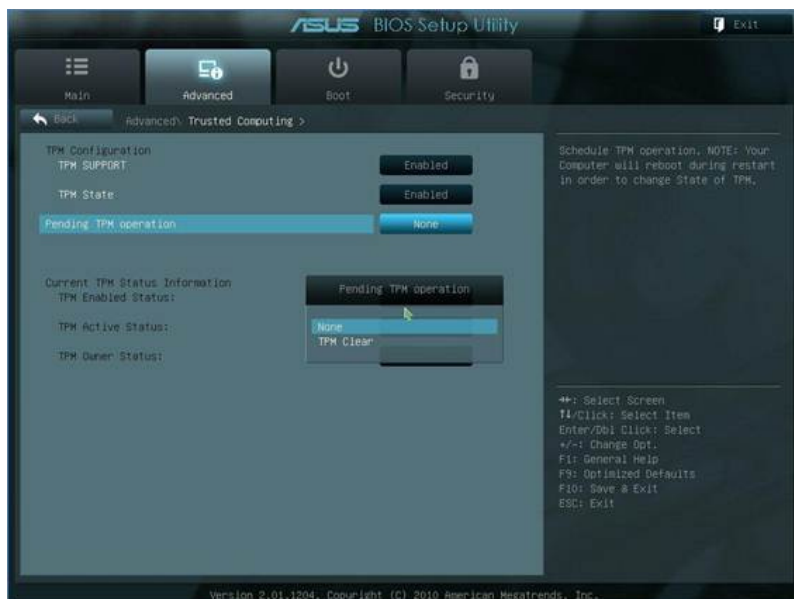 ASUS BIOS Setup Utility
Exit
Main
Advanced
Boot
Security
Back
Advanced\ Trusted Computing >
TPM Configuration
TPM SUPPORT
Enabled
TPM State
Enabled
Pending TPM operation
None
Schedule TPM operation. NOTE: Your
Computer will reboot during restart
in order to change State of TPM.
Current TPM Status Information
TPM Enabled Status:
TPM Active Status:
TPM Owner Status:
Pending TPM operation
None
TPM Clear
→←: Select Screen
↑↓/Click: Select Item
Enter/Dbl Click: Select
+/-: Change Opt.
F1: General Help
F9: Optimized Defaults
F10: Save & Exit
ESC: Exit
Version 2.01.1204. Copyright (C) 2010 American Megatrends, Inc.